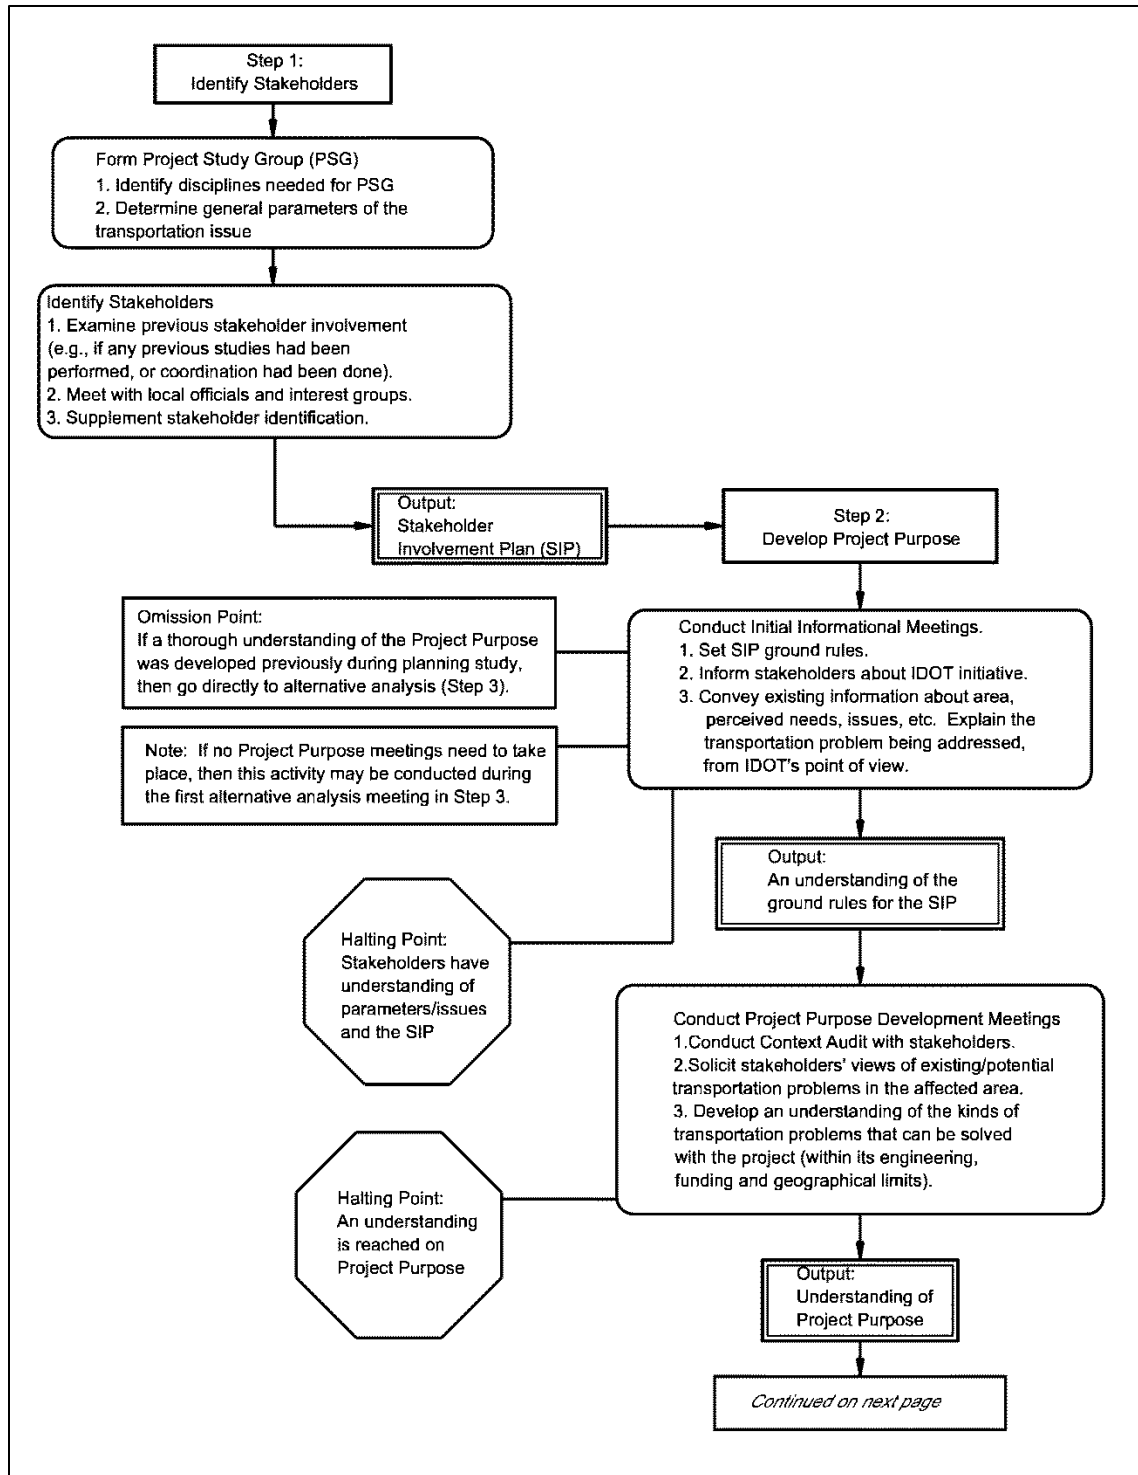 Step 1:
Identify Stakeholders
Form Project Study Group (PSG)
1. Identify disciplines needed for PSG
2. Determine general parameters of the
transportation issue
Identify Stakeholders
1. Examine previous stakeholder involvement
(e.g., if any previous studies had been
performed, or coordination had been done).
2. Meet with local officials and interest groups.
3. Supplement stakeholder identification.
Output:
Stakeholder
Involvement Plan (SIP)
Step 2:
Develop Project Purpose
Omission Point:
If a thorough understanding of the Project Purpose
was developed previously during planning study,
then go directly to alternative analysis (Step 3).
Conduct Initial Informational Meetings.
1. Set SIP ground rules.
2. Inform stakeholders about IDOT initiative.
3. Convey existing information about area,
perceived needs, issues, etc. Explain the
transportation problem being addressed,
from IDOT's point of view.
Note: If no Project Purpose meetings need to take
place, then this activity may be conducted during
the first alternative analysis meeting in Step 3.
Output:
An understanding of the
ground rules for the SIP
Halting Point:
Stakeholders have
understanding of
parameters/issues
and the SIP
Conduct Project Purpose Development Meetings
1.Conduct Context Audit with stakeholders.
2.Solicit stakeholders' views of existing/potential
transportation problems in the affected area.
3. Develop an understanding of the kinds of
transportation problems that can be solved
with the project (within its engineering,
funding and geographical limits).
Halting Point:
An understanding
is reached on
Project Purpose
Output:
Understanding of
Project Purpose
Continued on next page